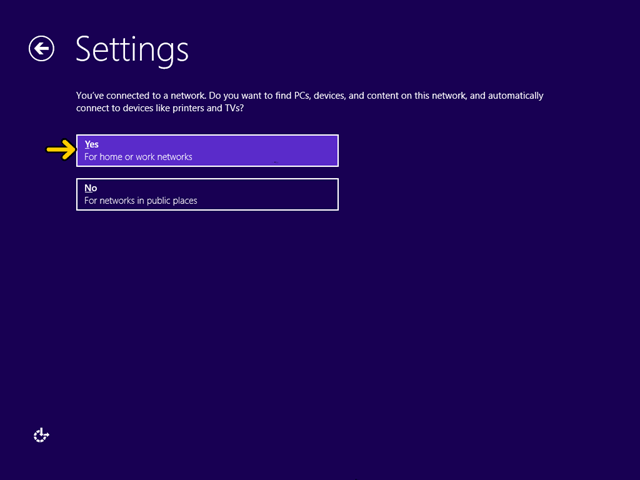 Settings
You've connected to a network. Do you want to find PCs, devices, and content on this network, and automatically
connect to devices like printers and TVs?
Yes
For home or work networks
No
For networks in public places